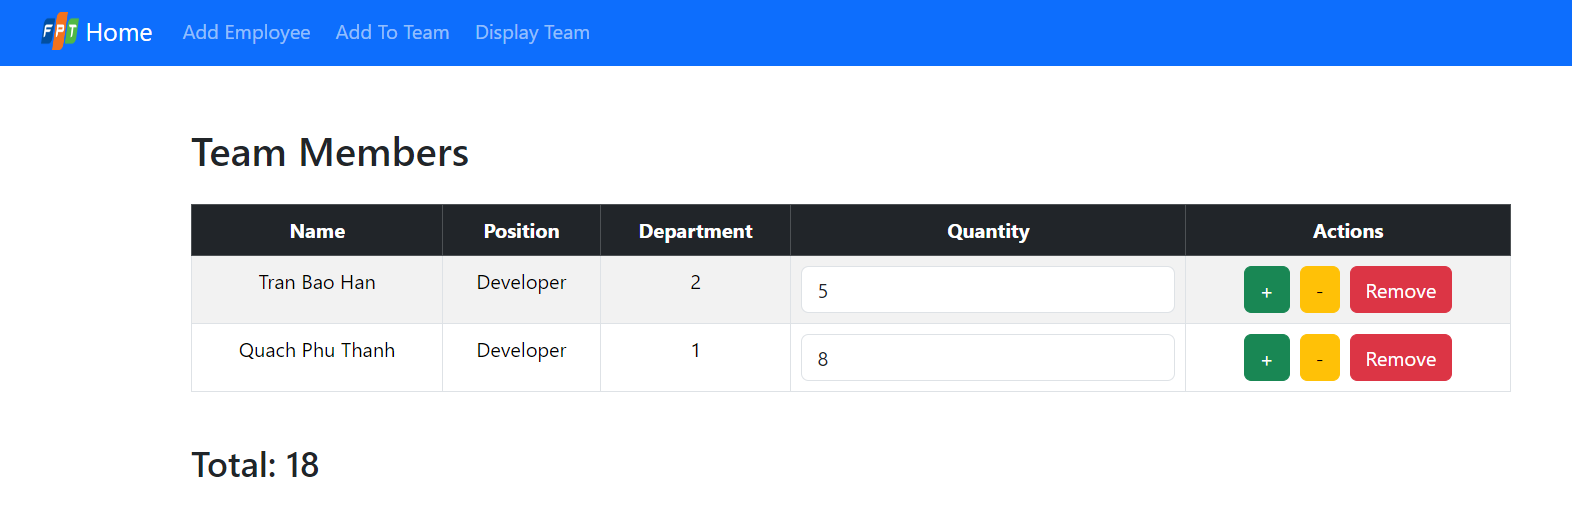 FPT Home Add Employee Add To Team Display Team
Team Members
Name Position Department Quantity Actions
Tran Bao Han Developer 2 5 + - Remove
Quach Phu Thanh Developer 1 8 + - Remove
Total: 18